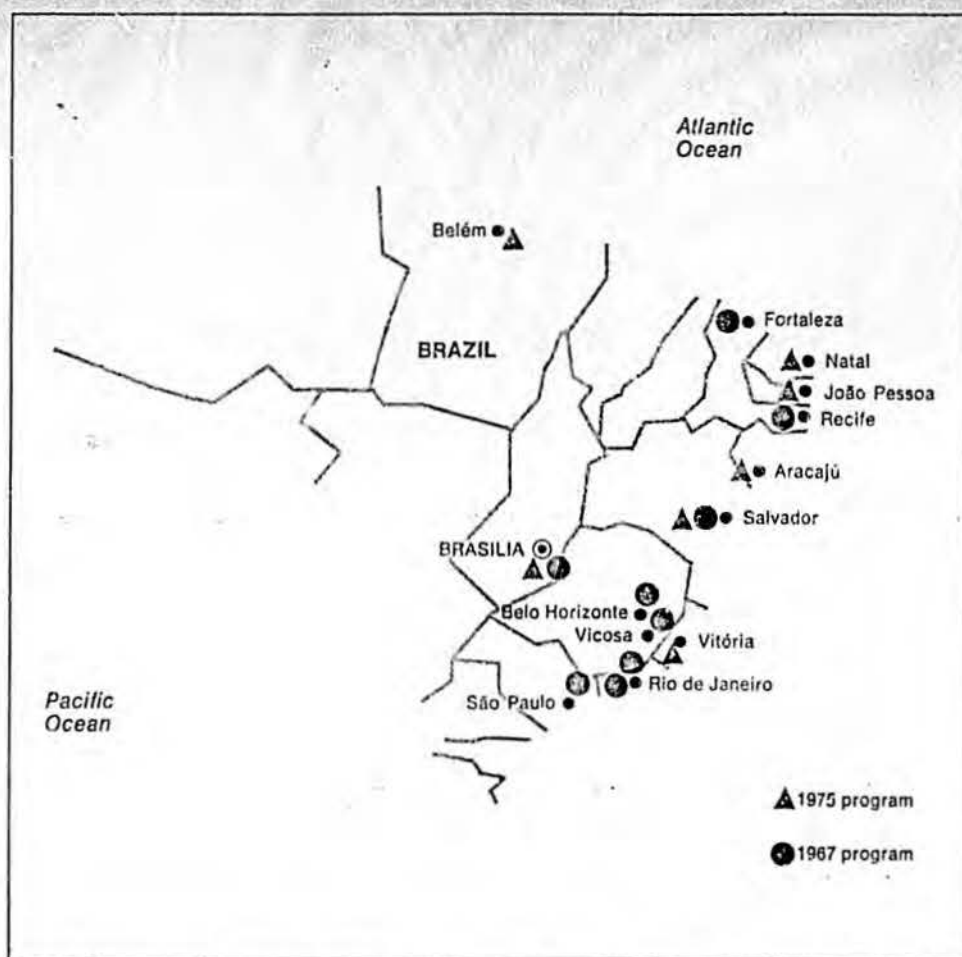 Atlantic
Ocean
Belém
BRAZIL
Fortaleza
Natal
João Pessoa
Recife
Aracajú
Salvador
BRASILIA
Belo Horizonte
Vicosa
Vitória
Rio de Janeiro
São Paulo
Pacific
Ocean
1975 program
1967 program